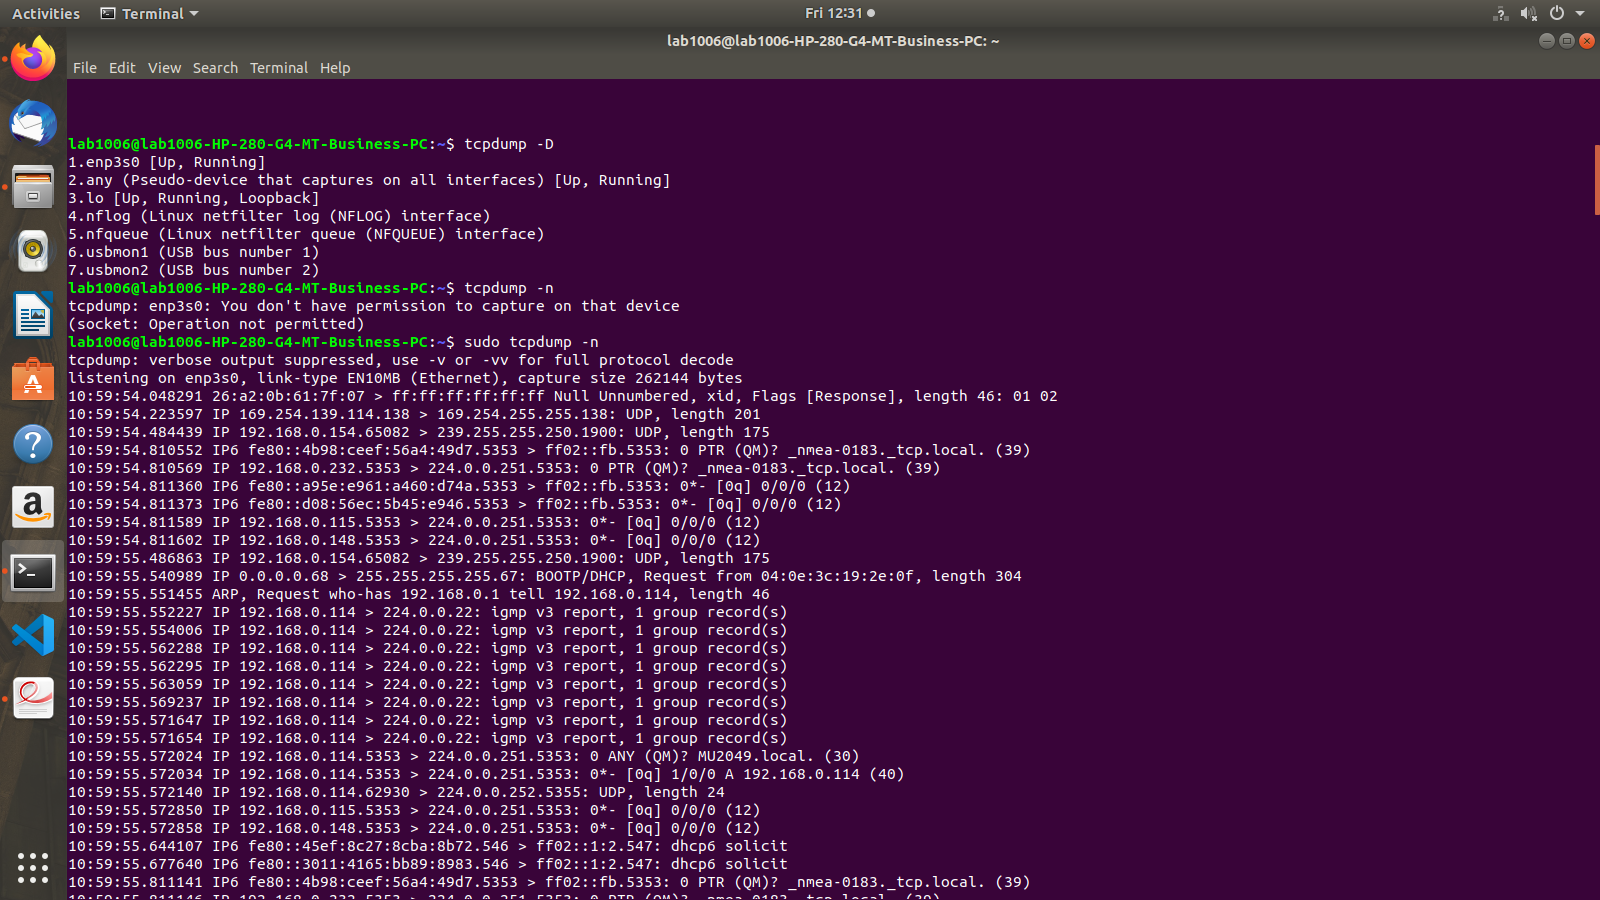 Activities Terminal Fri 12:31
lab1006@lab1006-HP-280-G4-MT-Business-PC: ~
File Edit View Search Terminal Help
lab1006@lab1006-HP-280-G4-MT-Business-PC:~$ tcpdump -D
1.enp3s0 [Up, Running]
2.any (Pseudo-device that captures on all interfaces) [Up, Running]
3.lo [Up, Running, Loopback]
4.nflog (Linux netfilter log (NFLOG) interface)
5.nfqueue (Linux netfilter queue (NFQUEUE) interface)
6.usbmon1 (USB bus number 1)
7.usbmon2 (USB bus number 2)
lab1006@lab1006-HP-280-G4-MT-Business-PC:~$ tcpdump -n
tcpdump: enp3s0: You don't have permission to capture on that device
(socket: Operation not permitted)
lab1006@lab1006-HP-280-G4-MT-Business-PC:~$ sudo tcpdump -n
tcpdump: verbose output suppressed, use -v or -vv for full protocol decode
listening on enp3s0, link-type EN10MB (Ethernet), capture size 262144 bytes
10:59:54.048291 26:a2:0b:61:7f:07 > ff:ff:ff:ff:ff:ff Null Unnumbered, xid, Flags [Response], length 46: 01 02
10:59:54.223597 IP 169.254.139.114.138 > 169.254.255.255.138: UDP, length 201
10:59:54.484439 IP 192.168.0.154.65082 > 239.255.255.250.1900: UDP, length 175
10:59:54.810552 IP6 fe80::4b98:ceef:56a4:49d7.5353 > ff02::fb.5353: 0 PTR (QM)? _nmea-0183._tcp.local. (39)
10:59:54.810569 IP 192.168.0.232.5353 > 224.0.0.251.5353: 0 PTR (QM)? _nmea-0183._tcp.local. (39)
10:59:54.811360 IP6 fe80::a95e:e961:a460:d74a.5353 > ff02::fb.5353: 0*- [0q] 0/0/0 (12)
10:59:54.811373 IP6 fe80::d08:56ec:5b45:e946.5353 > ff02::fb.5353: 0*- [0q] 0/0/0 (12)
10:59:54.811589 IP 192.168.0.115.5353 > 224.0.0.251.5353: 0*- [0q] 0/0/0 (12)
10:59:54.811602 IP 192.168.0.148.5353 > 224.0.0.251.5353: 0*- [0q] 0/0/0 (12)
10:59:55.486863 IP 192.168.0.154.65082 > 239.255.255.250.1900: UDP, length 175
10:59:55.540989 IP 0.0.0.0.68 > 255.255.255.255.67: BOOTP/DHCP, Request from 04:0e:3c:19:2e:0f, length 304
10:59:55.551455 ARP, Request who-has 192.168.0.1 tell 192.168.0.114, length 46
10:59:55.552227 IP 192.168.0.114 > 224.0.0.22: igmp v3 report, 1 group record(s)
10:59:55.554006 IP 192.168.0.114 > 224.0.0.22: igmp v3 report, 1 group record(s)
10:59:55.562288 IP 192.168.0.114 > 224.0.0.22: igmp v3 report, 1 group record(s)
10:59:55.562295 IP 192.168.0.114 > 224.0.0.22: igmp v3 report, 1 group record(s)
10:59:55.563059 IP 192.168.0.114 > 224.0.0.22: igmp v3 report, 1 group record(s)
10:59:55.569237 IP 192.168.0.114 > 224.0.0.22: igmp v3 report, 1 group record(s)
10:59:55.571647 IP 192.168.0.114 > 224.0.0.22: igmp v3 report, 1 group record(s)
10:59:55.571654 IP 192.168.0.114 > 224.0.0.22: igmp v3 report, 1 group record(s)
10:59:55.572024 IP 192.168.0.114.5353 > 224.0.0.251.5353: 0 ANY (QM)? MU2049.local. (30)
10:59:55.572034 IP 192.168.0.114.5353 > 224.0.0.251.5353: 0*- [0q] 1/0/0 A 192.168.0.114 (40)
10:59:55.572140 IP 192.168.0.114.62930 > 224.0.0.252.5355: UDP, length 24
10:59:55.572850 IP 192.168.0.115.5353 > 224.0.0.251.5353: 0*- [0q] 0/0/0 (12)
10:59:55.572858 IP 192.168.0.148.5353 > 224.0.0.251.5353: 0*- [0q] 0/0/0 (12)
10:59:55.644107 IP6 fe80::45ef:8c27:8cba:8b72.546 > ff02::1:2.547: dhcp6 solicit
10:59:55.677640 IP6 fe80::3011:4165:bb89:8983.546 > ff02::1:2.547: dhcp6 solicit
10:59:55.811141 IP6 fe80::4b98:ceef:56a4:49d7.5353 > ff02::fb.5353: 0 PTR (QM)? _nmea-0183._tcp.local. (39)
10:59:55.811146 IP 192.168.0.232.5353 > 224.0.0.251.5353: 0 PTR (QM)? _nmea-0183._tcp.local. (39)